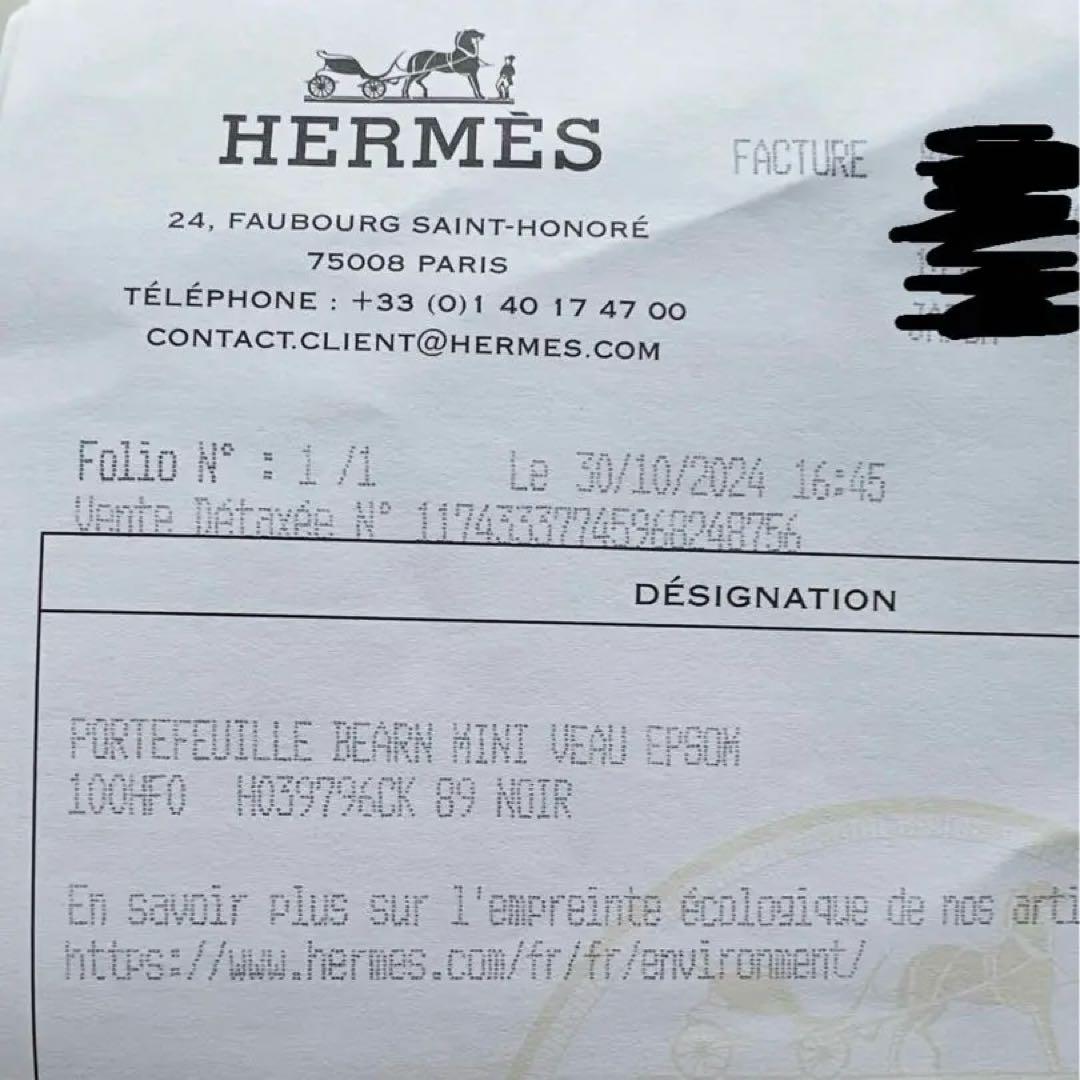 HERMÈS
FACTURE
24, FAUBOURG SAINT-HONORÉ
75008 PARIS
TÉLÉPHONE : +33 (0)1 40 17 47 00
CONTACT.CLIENT@HERMES.COM
Folio N° : 1 /1 Le 30/10/2024 16:45
Vente Détaxée N° 11743337745968248756
DÉSIGNATION
PORTEFEUILLE BEARN MINI VEAU EPSOM
100HFO H039796CK 89 NOIR
En savoir plus sur l'empreinte écologique de nos arti
https://www.hermes.com/fr/fr/environment/